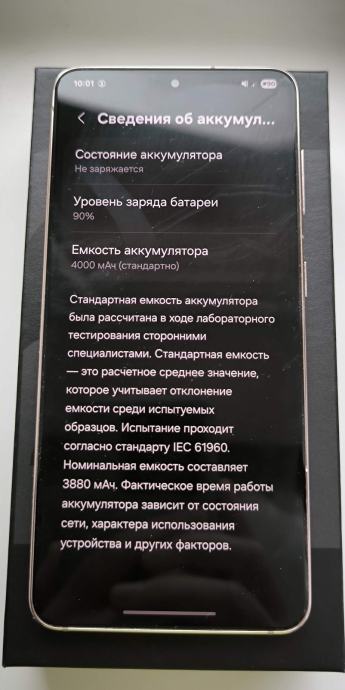 10:01
90
Сведения об аккумул...
Состояние аккумулятора
Не заряжается
Уровень заряда батареи
90%
Емкость аккумулятора
4000 мАч (стандартно)
Стандартная емкость аккумулятора
была рассчитана в ходе лабораторного
тестирования сторонними
специалистами. Стандартная емкость
— это расчетное среднее значение,
которое учитывает отклонение
емкости среди испытуемых
образцов. Испытание проходит
согласно стандарту IEC 61960.
Номинальная емкость составляет
3880 мАч. Фактическое время работы
аккумулятора зависит от состояния
сети, характера использования
устройства и других факторов.